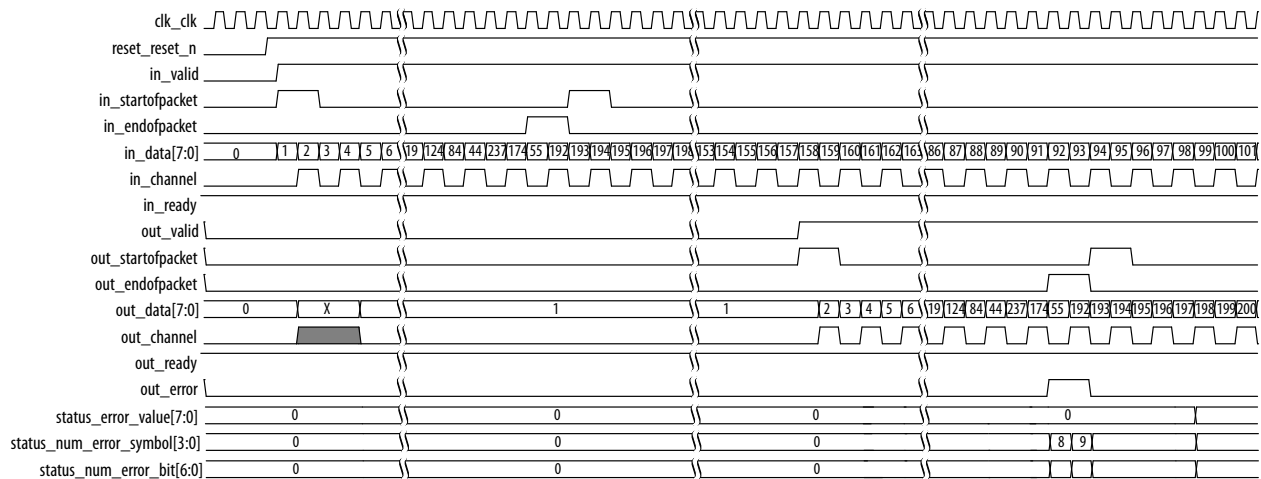 clk_clk
reset_reset_n
in_valid
in_startofpacket
in_endofpacket
in_data[7:0] 0 1 2 3 4 5 6 19 124 84 44 237 174 55 192 193 194 195 196 197 198 153 154 155 156 157 158 159 160 161 162 163 86 87 88 89 90 91 92 93 94 95 96 97 98 99 100 101
in_channel
in_ready
out_valid
out_startofpacket
out_endofpacket
out_data[7:0] 0 X 1 1 2 3 4 5 6 19 124 84 44 237 174 55 192 193 194 195 196 197 198 199 200
out_channel
out_ready
out_error
status_error_value[7:0] 0 0 0 0
status_num_error_symbol[3:0] 0 0 0 8 9
status_num_error_bit[6:0] 0 0 0